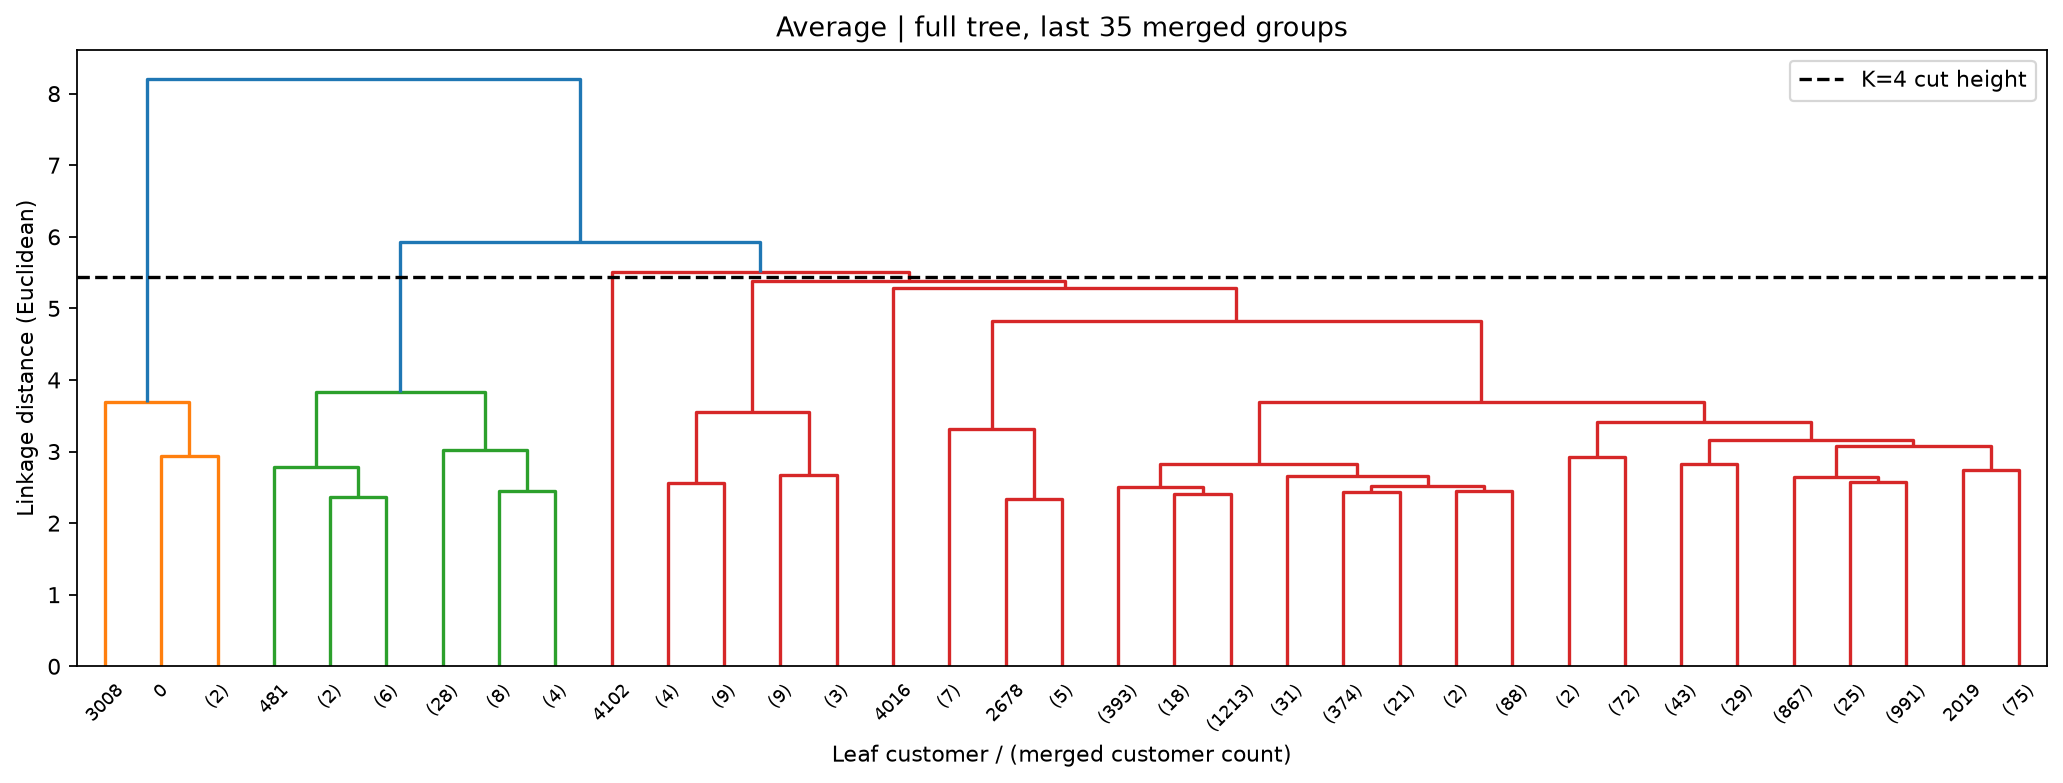 Average | full tree, last 35 merged groups
K=4 cut height
Linkage distance (Euclidean)
8
7
6
5
4
3
2
1
0
3008 0 (2) 481 (2) (6) (28) (8) (4) 4102 (4) (9) (9) (3) 4016 (7) 2678 (5) (393) (18) (1213) (31) (374) (21) (2) (88) (2) (72) (43) (29) (867) (25) (991) 2019 (75)
Leaf customer / (merged customer count)